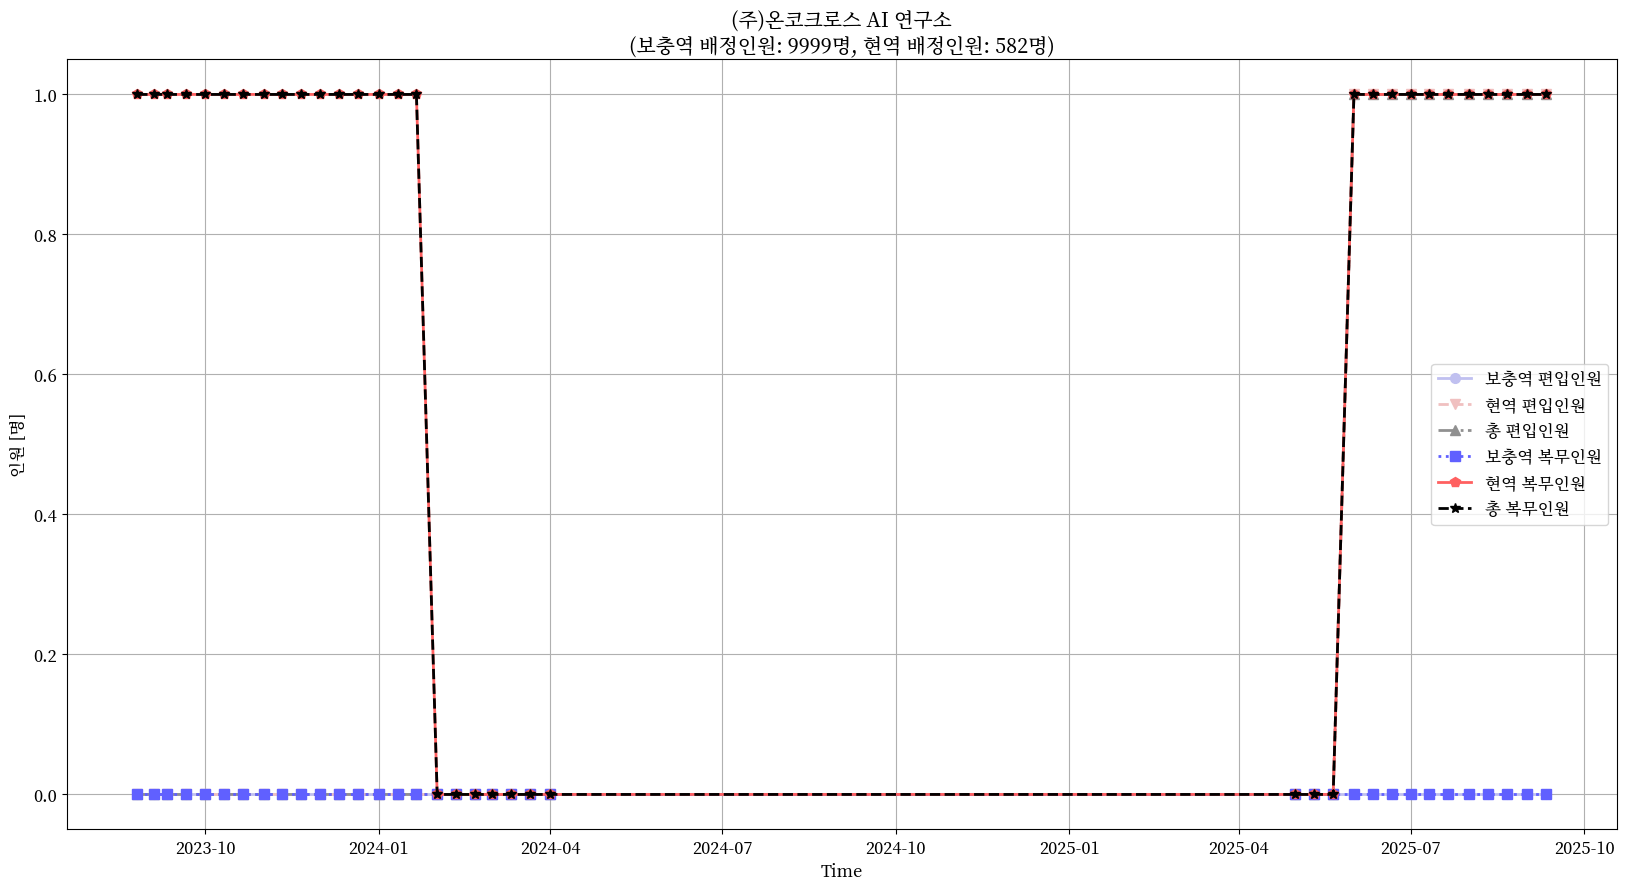 (주)온코크로스 AI 연구소
(보충역 배정인원: 9999명, 현역 배정인원: 582명)
1.0
0.8
0.6
0.4
0.2
0.0
인원 [명]
보충역 편입인원
현역 편입인원
총 편입인원
보충역 복무인원
현역 복무인원
총 복무인원
2023-10
2024-01
2024-04
2024-07
2024-10
2025-01
2025-04
2025-07
2025-10
Time